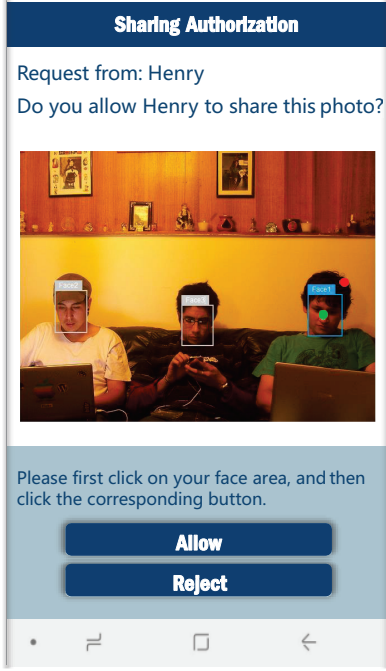 Sharing Authorization
Request from: Henry
Do you allow Henry to share this photo?
Face2
Face3
Face1
Please first click on your face area, and then
click the corresponding button.
Allow
Reject